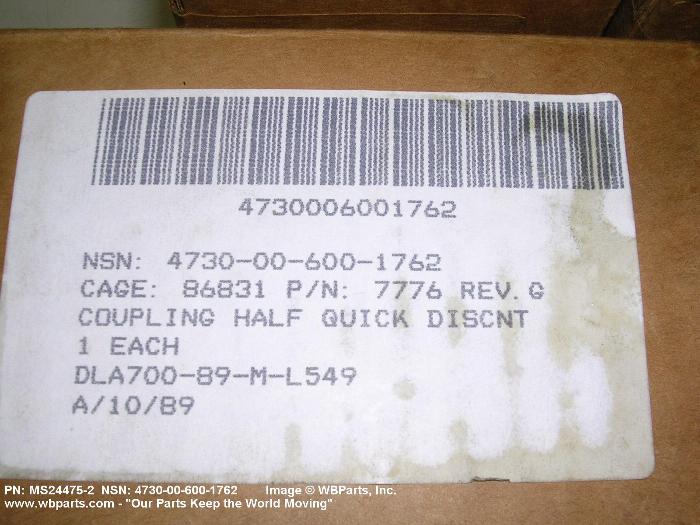 4730006001762
NSN: 4730-00-600-1762
CAGE: 86831 P/N: 7776 REV.G
COUPLING HALF QUICK DISCNT
1 EACH
DLA700-89-M-L549
A/10/89
PN: MS24475-2 NSN: 4730-00-600-1762 Image © WBParts, Inc.
www.wbparts.com - "Our Parts Keep the World Moving"